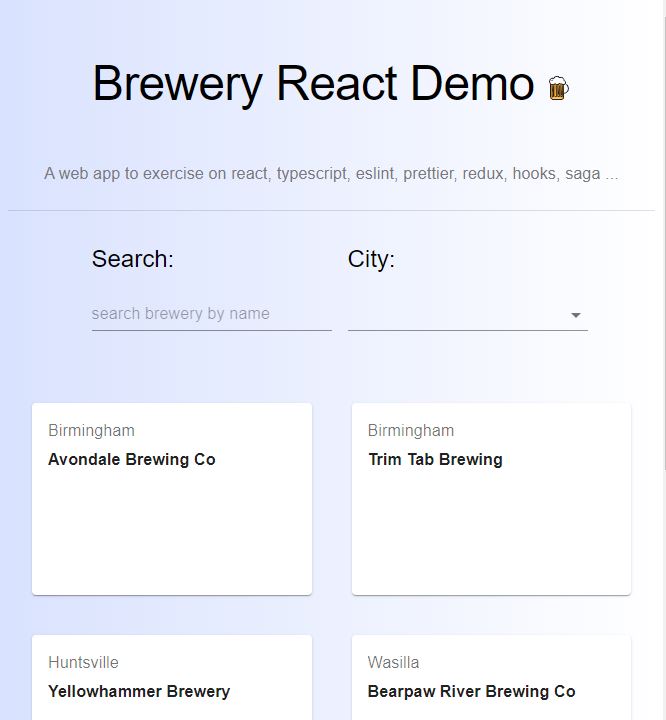 Brewery React Demo
A web app to exercise on react, typescript, eslint, prettier, redux, hooks, saga ...
Search:
City:
search brewery by name
Birmingham
Avondale Brewing Co
Birmingham
Trim Tab Brewing
Huntsville
Yellowhammer Brewery
Wasilla
Bearpaw River Brewing Co